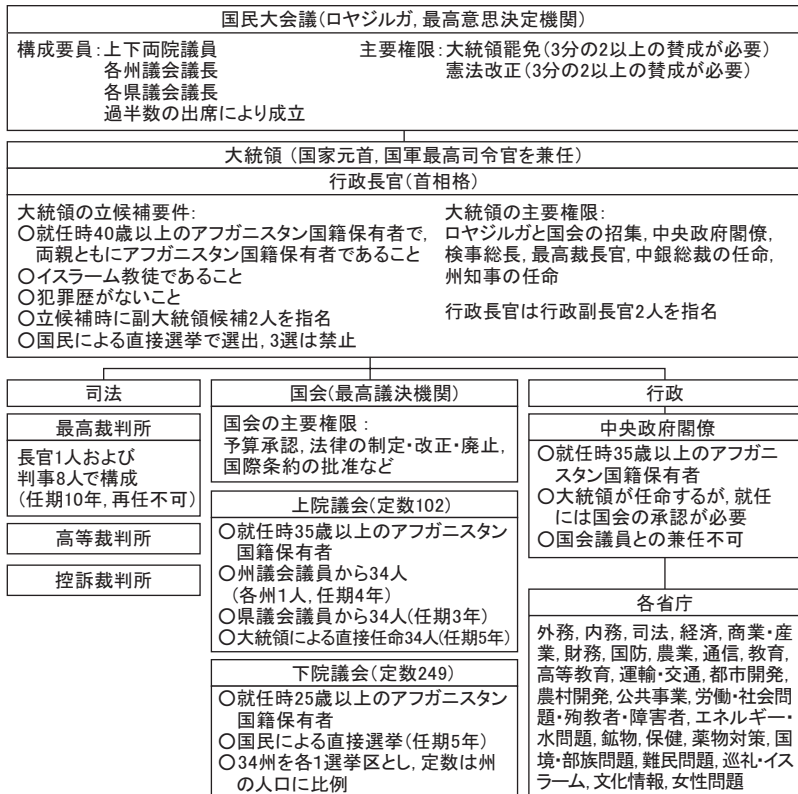 国民大会議(ロヤジルガ, 最高意思決定機関)
構成要員:上下両院議員
各州議会議長
各県議会議長
過半数の出席により成立
主要権限:大統領罷免(3分の2以上の賛成が必要)
憲法改正(3分の2以上の賛成が必要)
大統領 (国家元首, 国軍最高司令官を兼任)
行政長官(首相格)
大統領の立候補要件:
○就任時40歳以上のアフガニスタン国籍保有者で,
両親ともにアフガニスタン国籍保有者であること
○イスラーム教徒であること
○犯罪歴がないこと
○立候補時に副大統領候補2人を指名
○国民による直接選挙で選出, 3選は禁止
大統領の主要権限:
ロヤジルガと国会の招集, 中央政府閣僚,
検事総長, 最高裁長官, 中銀総裁の任命,
州知事の任命
行政長官は行政副長官2人を指名
司法
最高裁判所
長官1人および
判事8人で構成
(任期10年, 再任不可)
高等裁判所
控訴裁判所
国会(最高議決機関)
国会の主要権限 :
予算承認, 法律の制定・改正・廃止,
国際条約の批准など
上院議会(定数102)
○就任時35歳以上のアフガニスタン
国籍保有者
○州議会議員から34人
(各州1人, 任期4年)
○県議会議員から34人(任期3年)
○大統領による直接任命34人(任期5年)
下院議会(定数249)
○就任時25歳以上のアフガニスタン
国籍保有者
○国民による直接選挙(任期5年)
○34州を各1選挙区とし, 定数は州
の人口に比例
行政
中央政府閣僚
○就任時35歳以上のアフガニ
スタン国籍保有者
○大統領が任命するが, 就任
には国会の承認が必要
○国会議員との兼任不可
各省庁
外務, 内務, 司法, 経済, 商業・産
業, 財務, 国防, 農業, 通信, 教育,
高等教育, 運輸・交通, 都市開発,
農村開発, 公共事業, 労働・社会問
題・殉教者・障害者, エネルギー・
水問題, 鉱物, 保健, 薬物対策, 国
境・部族問題, 難民問題, 巡礼・イス
ラーム, 文化情報, 女性問題